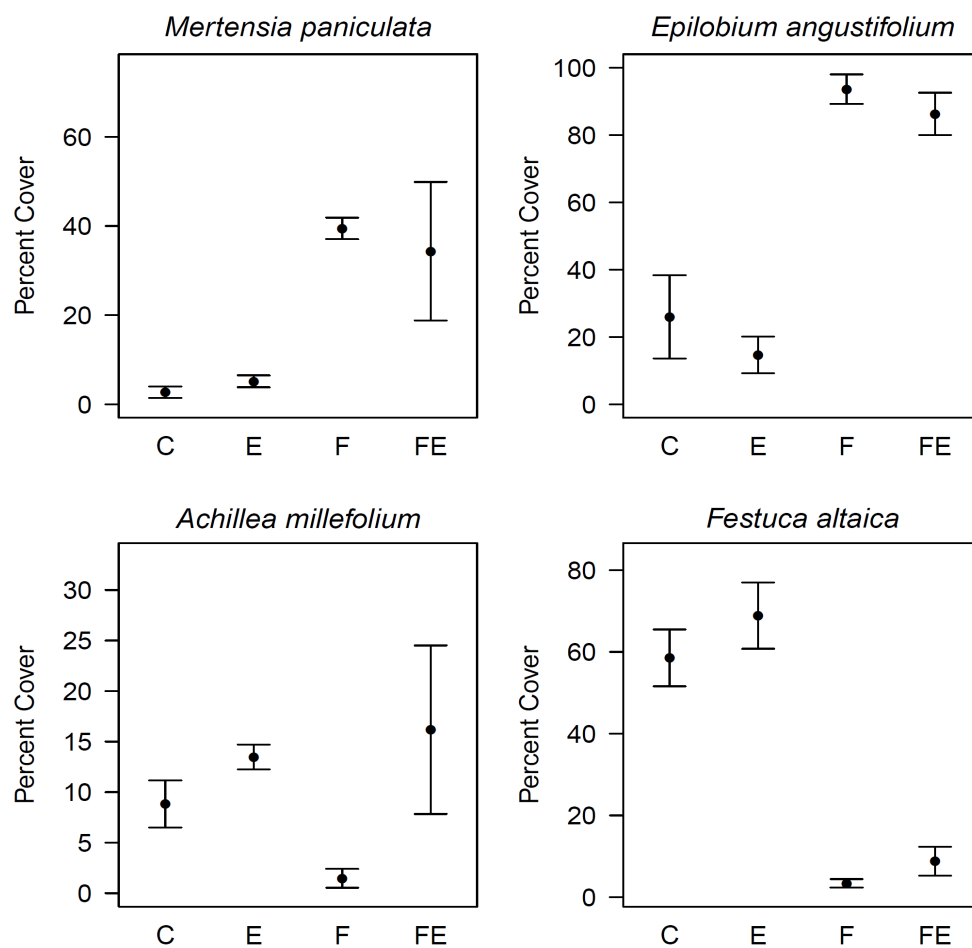 Mertensia paniculata
Percent Cover
60
40
20
0
C E F FE
Epilobium angustifolium
Percent Cover
100
80
60
40
20
0
C E F FE
Achillea millefolium
Percent Cover
30
25
20
15
10
5
0
C E F FE
Festuca altaica
Percent Cover
80
60
40
20
0
C E F FE